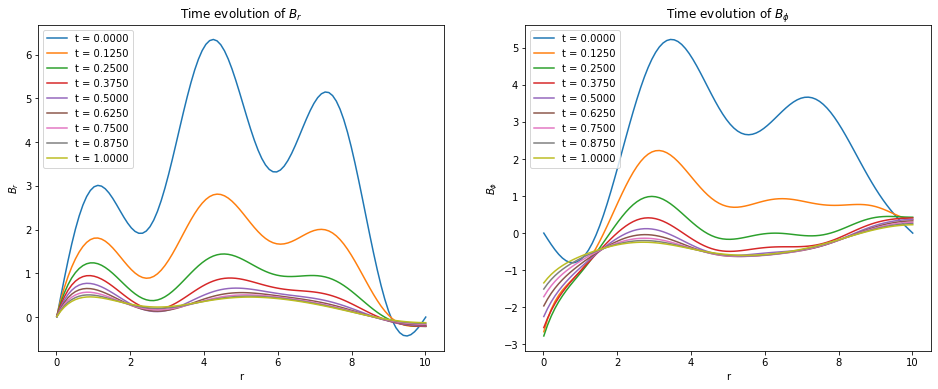 Time evolution of B_r
t = 0.0000
t = 0.1250
t = 0.2500
t = 0.3750
t = 0.5000
t = 0.6250
t = 0.7500
t = 0.8750
t = 1.0000
6
5
4
3
2
1
0
B_r
0 2 4 6 8 10
r
Time evolution of B_ϕ
t = 0.0000
t = 0.1250
t = 0.2500
t = 0.3750
t = 0.5000
t = 0.6250
t = 0.7500
t = 0.8750
t = 1.0000
5
4
3
2
1
0
−1
−2
−3
B_ϕ
0 2 4 6 8 10
r